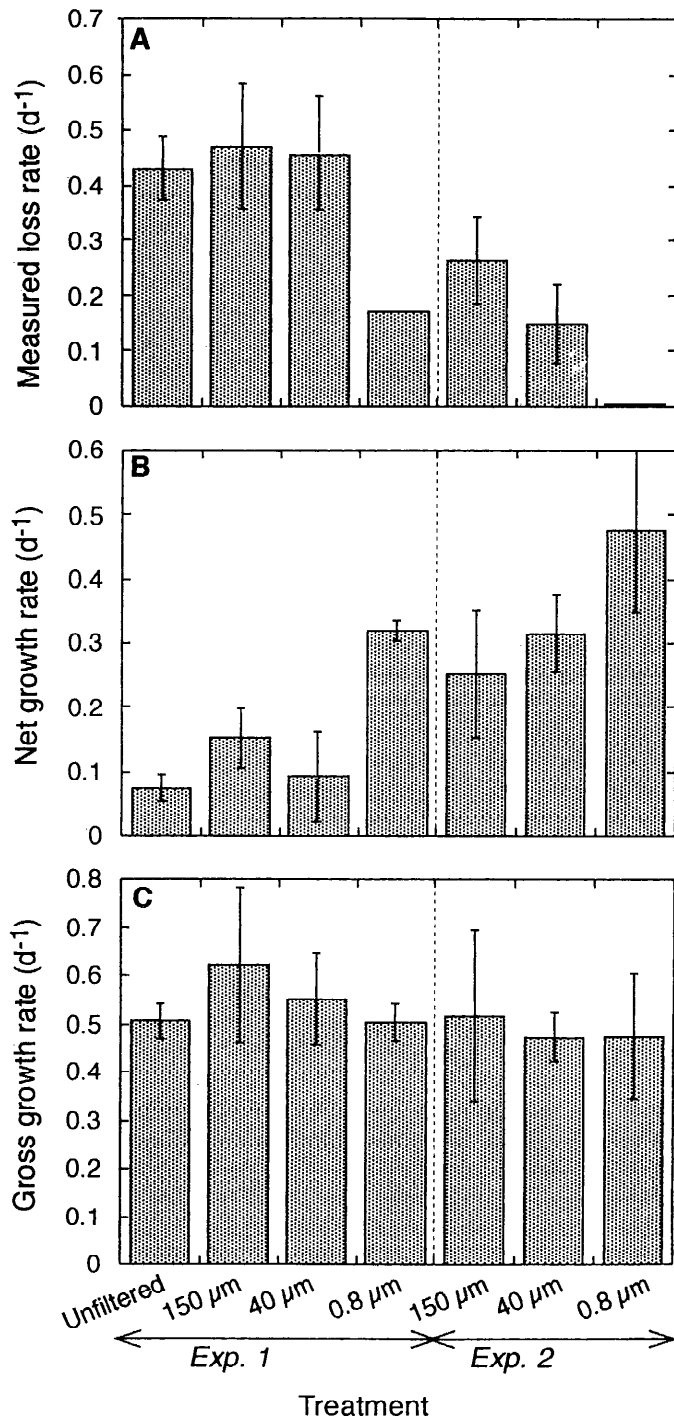 A
Measured loss rate (d-1)
0.7
0.6
0.5
0.4
0.3
0.2
0.1
0
B
Net growth rate (d-1)
0.6
0.5
0.4
0.3
0.2
0.1
0
C
Gross growth rate (d-1)
0.8
0.7
0.6
0.5
0.4
0.3
0.2
0.1
0
Unfiltered 150 µm 40 µm 0.8 µm 150 µm 40 µm 0.8 µm
Exp. 1 Exp. 2
Treatment